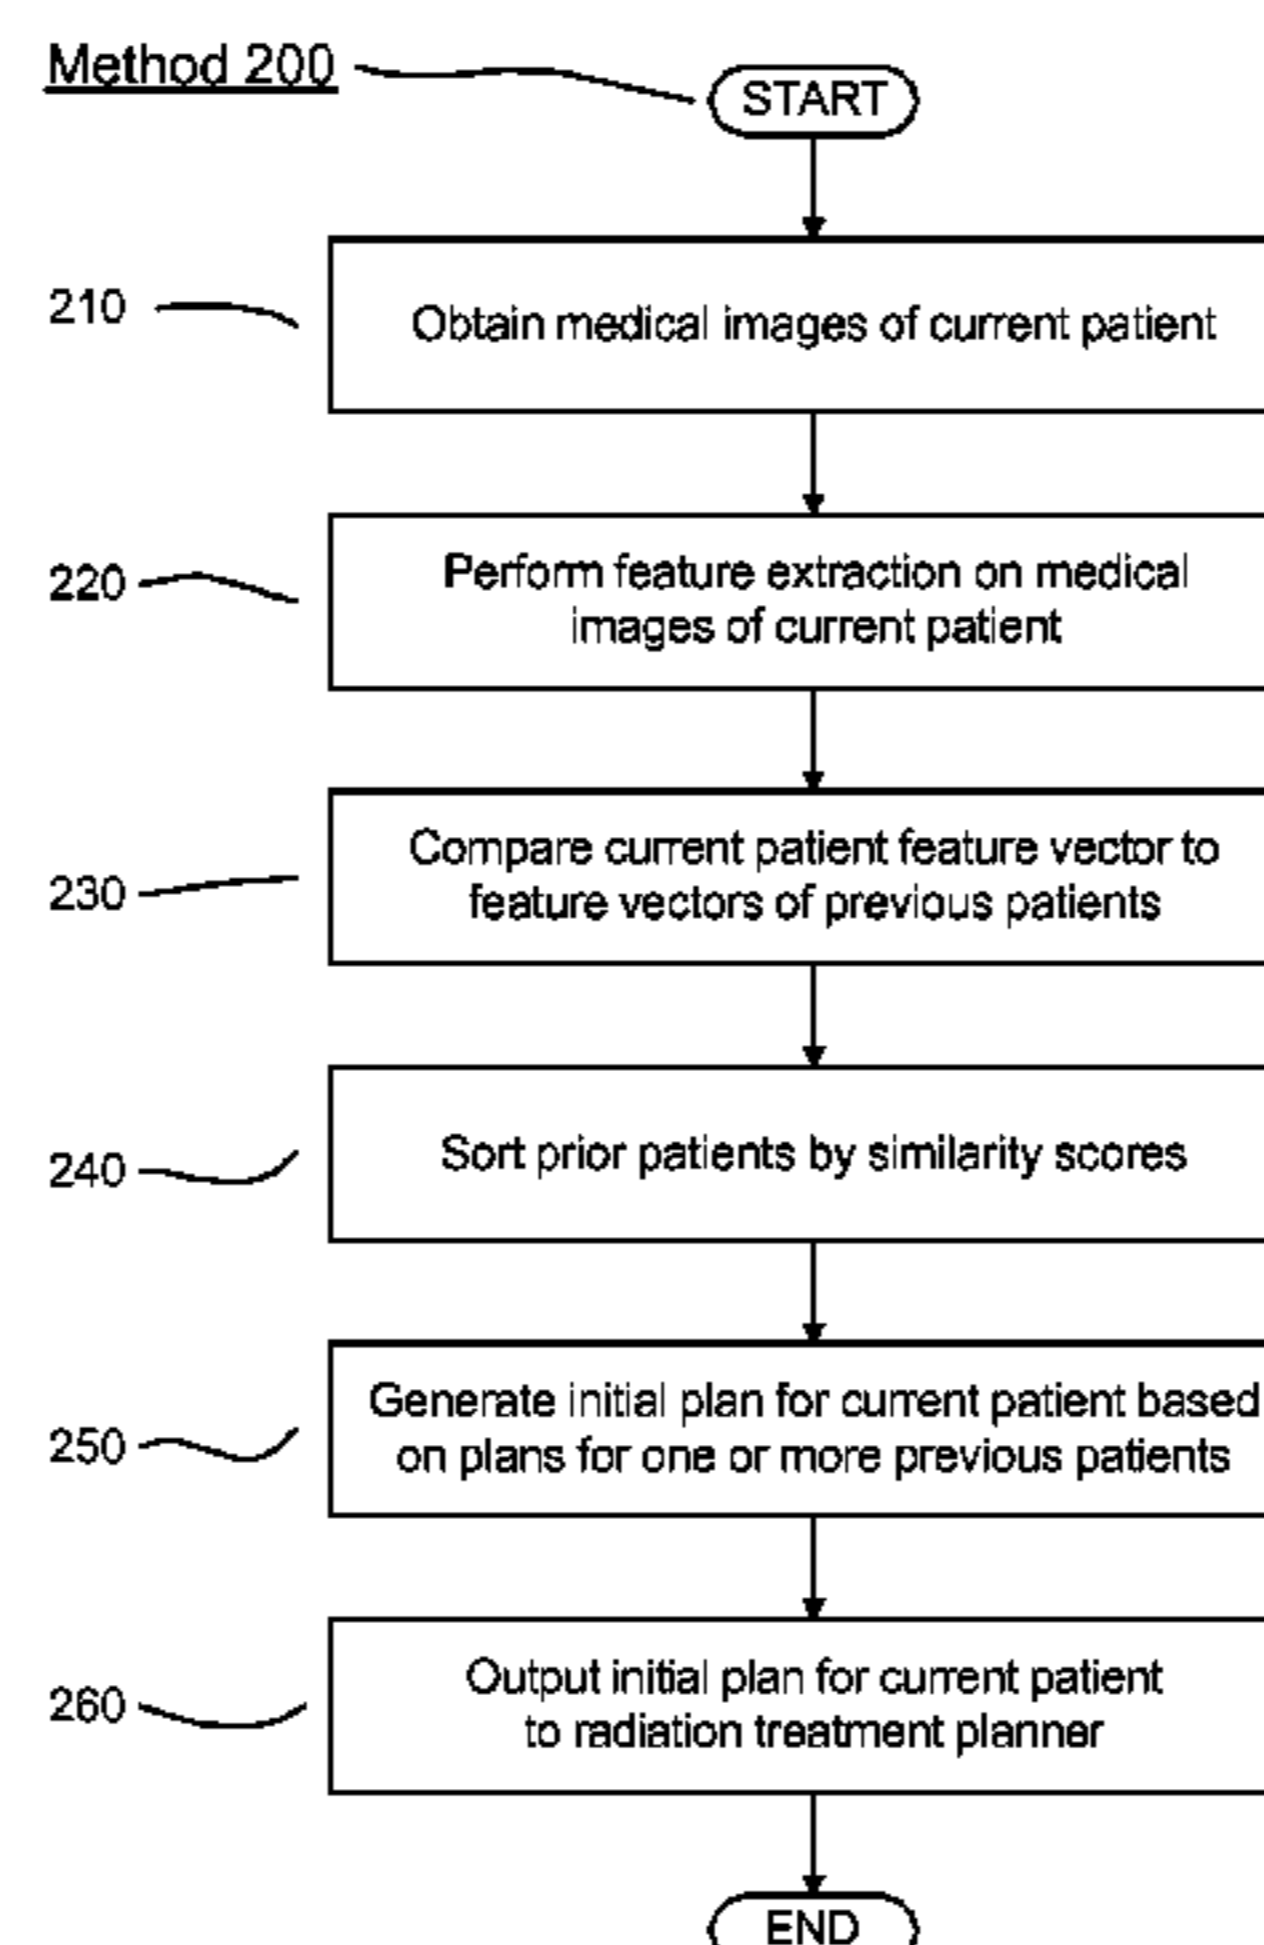 Method 200
START
210
Obtain medical images of current patient
220
Perform feature extraction on medical
images of current patient
230
Compare current patient feature vector to
feature vectors of previous patients
240
Sort prior patients by similarity scores
250
Generate initial plan for current patient based
on plans for one or more previous patients
260
Output initial plan for current patient
to radiation treatment planner
END